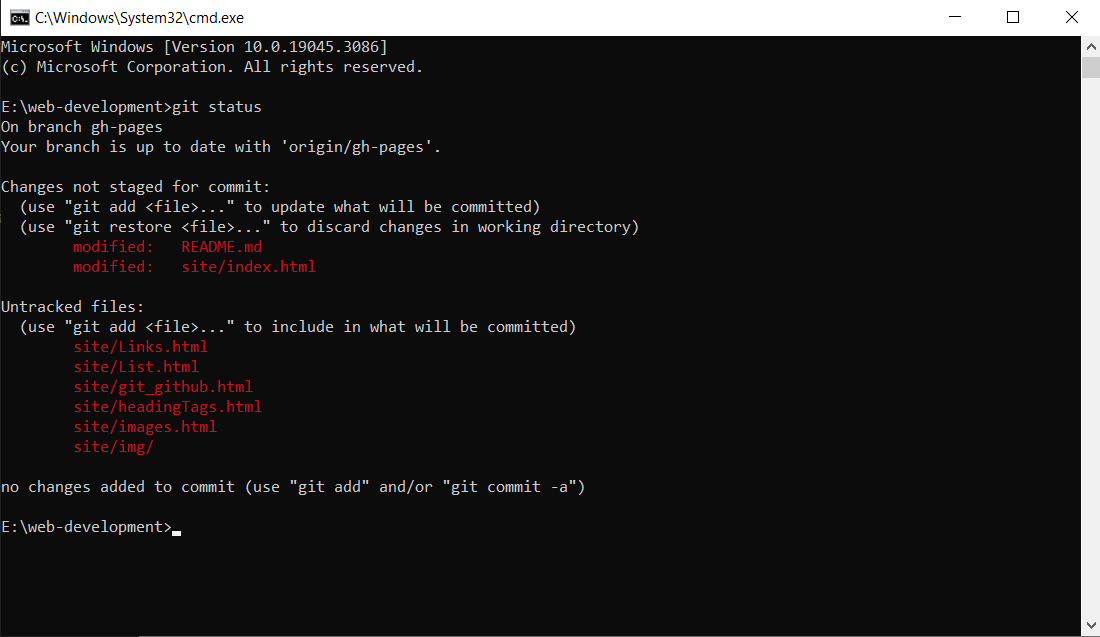 C:\Windows\System32\cmd.exe
Microsoft Windows [Version 10.0.19045.3086]
(c) Microsoft Corporation. All rights reserved.
E:\web-development>git status
On branch gh-pages
Your branch is up to date with 'origin/gh-pages'.
Changes not staged for commit:
  (use "git add <file>..." to update what will be committed)
  (use "git restore <file>..." to discard changes in working directory)
        modified:   README.md
        modified:   site/index.html
Untracked files:
  (use "git add <file>..." to include in what will be committed)
        site/Links.html
        site/List.html
        site/git_github.html
        site/headingTags.html
        site/images.html
        site/img/
no changes added to commit (use "git add" and/or "git commit -a")
E:\web-development>